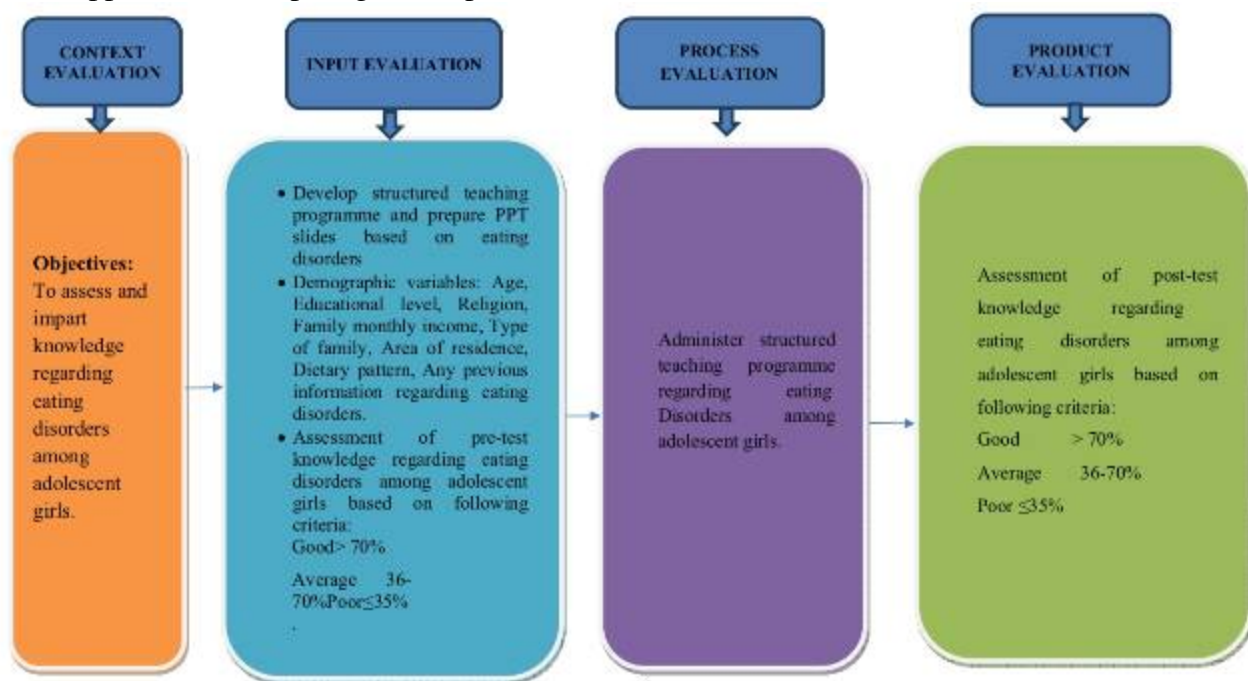 CONTEXT
EVALUATION
INPUT EVALUATION
PROCESS
EVALUATION
PRODUCT
EVALUATION
Objectives:
To assess and
impart
knowledge
regarding
eating
disorders
among
adolescent
girls.
• Develop structured teaching
programme and prepare PPT
slides based on eating
disorders
• Demographic variables: Age,
Educational level, Religion,
Family monthly income, Type
of family, Area of residence,
Dietary pattern, Any previous
information regarding eating
disorders.
• Assessment of pre-test
knowledge regarding eating
disorders among adolescent
girls based on following
criteria:
Good> 70%
Average 36-
70%Poor≤35%
.
Administer structured
teaching programme
regarding eating
Disorders among
adolescent girls.
Assessment of post-test
knowledge regarding
eating disorders among
adolescent girls based on
following criteria:
Good > 70%
Average 36-70%
Poor ≤35%